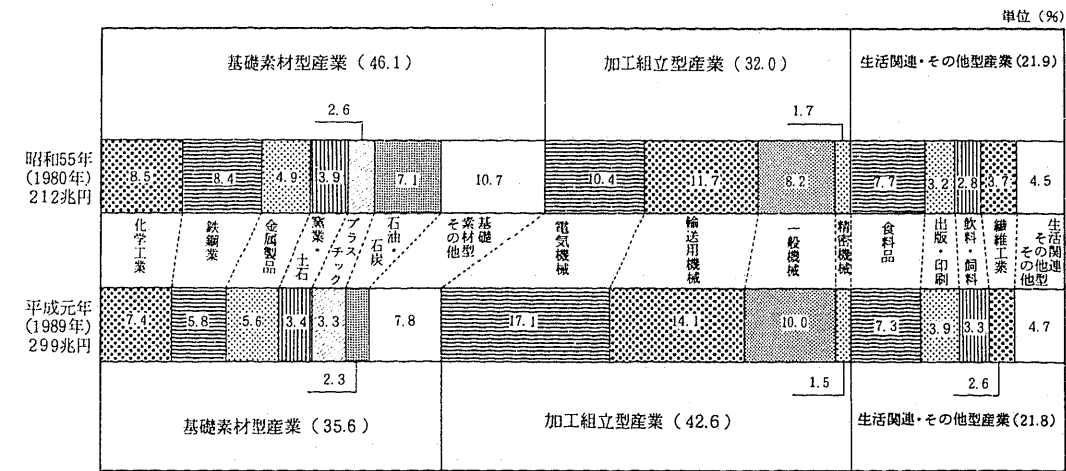 単位（%）
基礎素材型産業（46.1） 加工組立型産業（32.0） 生活関連・その他型産業（21.9）
2.6 1.7
昭和55年
（1980年）
212兆円
8.5 8.4 4.9 3.9 7.1 10.7 10.4 11.7 8.2 7.7 3.2 2.8 3.7 4.5
化学工業
鉄鋼業
金属製品
窯業・土石
プラスチック
石油・石炭
基礎素材型その他
電気機械
輸送用機械
一般機械
精密機械
食料品
出版・印刷
飲料・飼料
繊維工業
生活関連その他型その他
平成元年
（1989年）
299兆円
7.4 5.8 5.6 3.4 3.3 7.8 17.1 14.1 10.0 7.3 3.9 3.3 4.7
2.3 1.5 2.6
基礎素材型産業（35.6） 加工組立型産業（42.6） 生活関連・その他型産業（21.8）